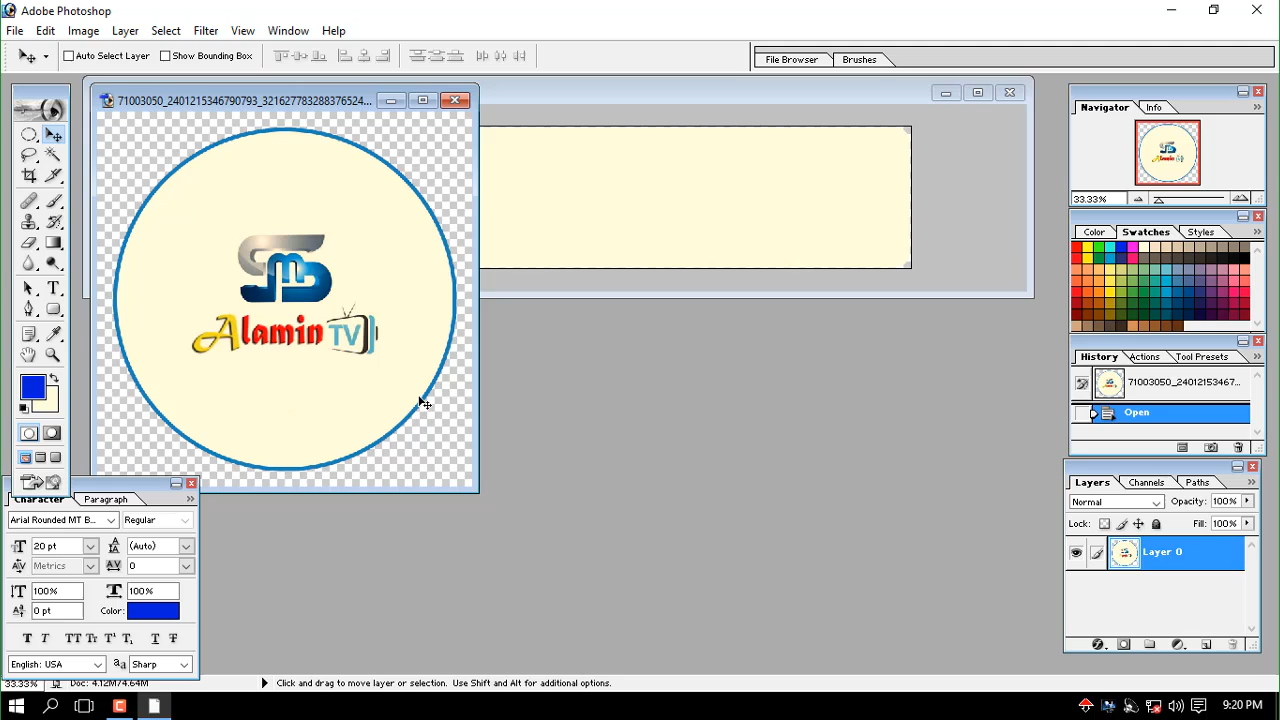 Adobe Photoshop
File Edit Image Layer Select Filter View Window Help
Auto Select Layer Show Bounding Box
File Browser Brushes
71003050_2401215346790793_321627783288376524...
Alamin TV
Navigator Info
33.33%
Color Swatches Styles
History Actions Tool Presets
71003050_24012153467...
Open
Layers Channels Paths
Normal Opacity: 100%
Lock: Fill: 100%
Layer 0
Character Paragraph
Arial Rounded MT B... Regular
20 pt (Auto)
Metrics 0
100% 100%
0 pt Color:
English: USA Sharp
33.33% Doc: 4.12M/4.64M Click and drag to move layer or selection. Use Shift and Alt for additional options.
9:20 PM